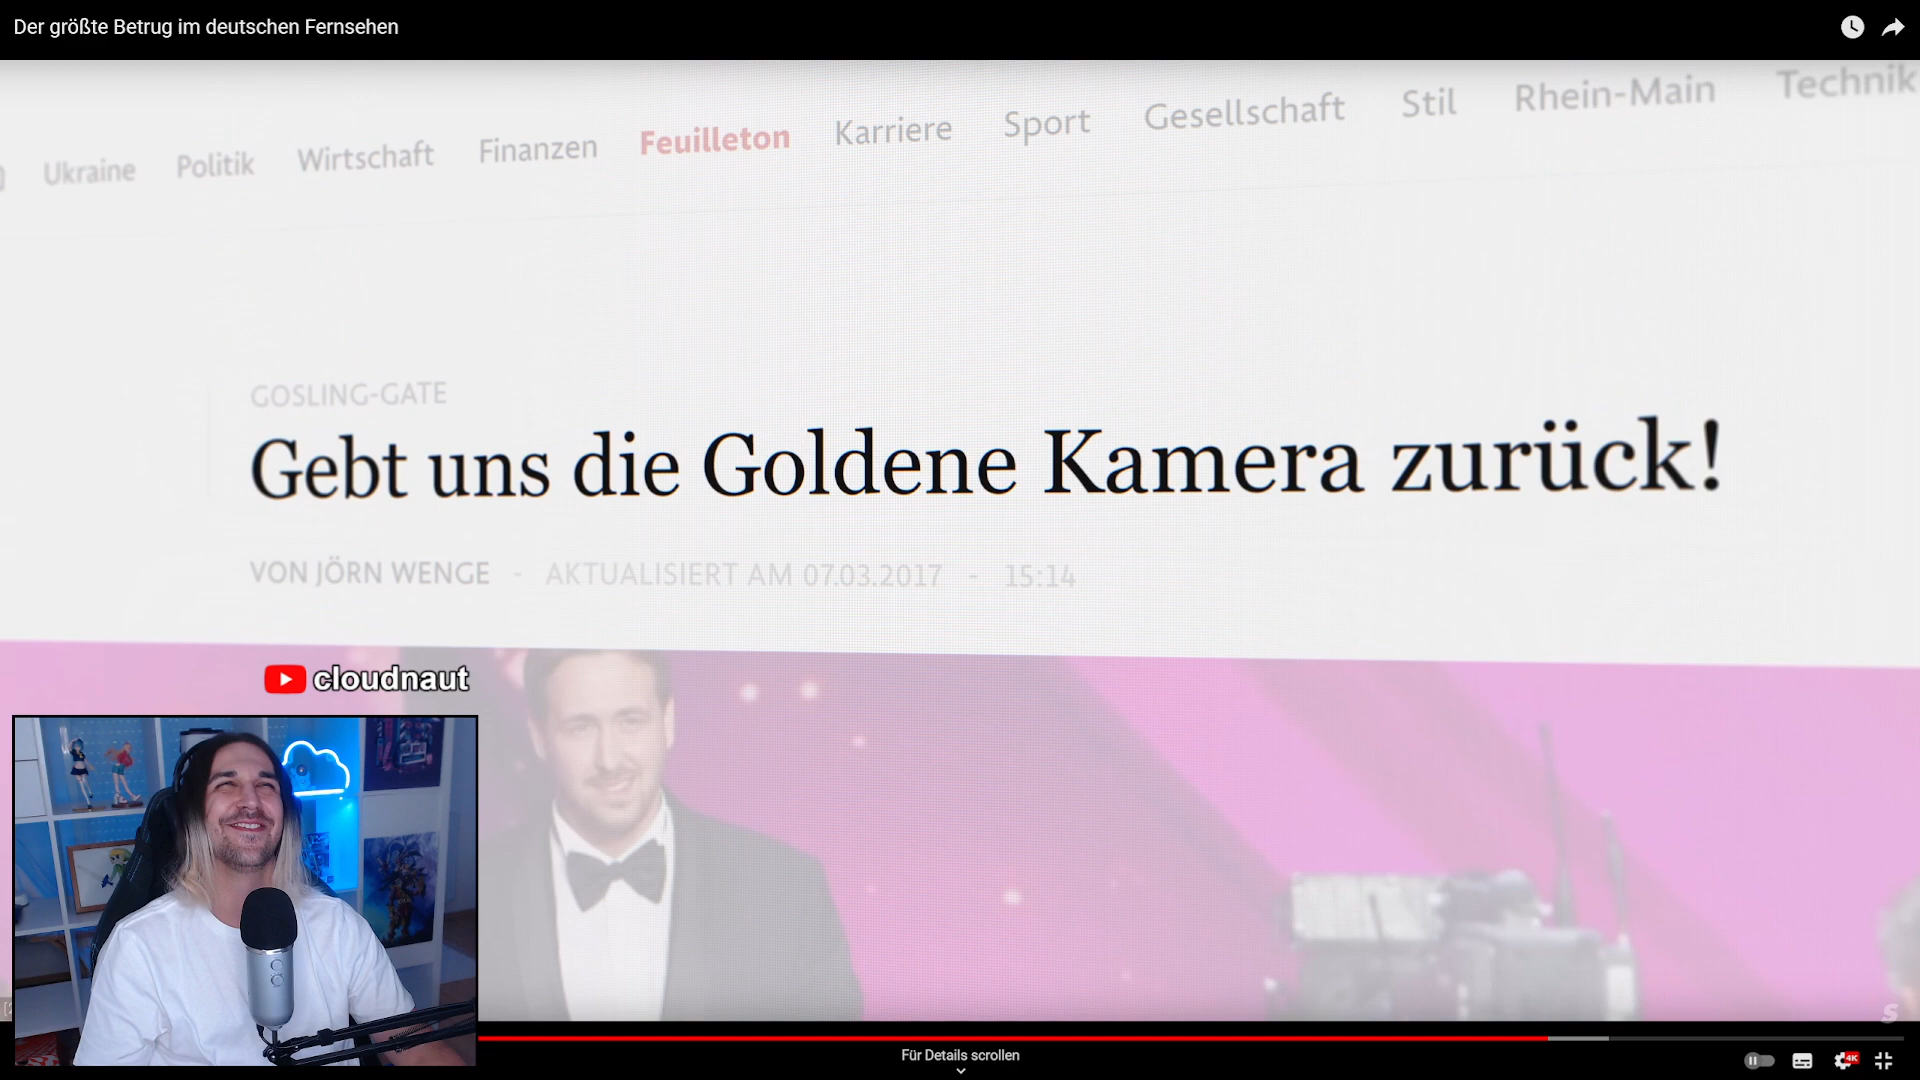 Der größte Betrug im deutschen Fernsehen
Ukraine Politik Wirtschaft Finanzen Feuilleton Karriere Sport Gesellschaft Stil Rhein-Main Technik
GOSLING-GATE
Gebt uns die Goldene Kamera zurück!
VON JÖRN WENGE - AKTUALISIERT AM 07.03.2017 - 15:14
cloudnaut
Für Details scrollen
4K